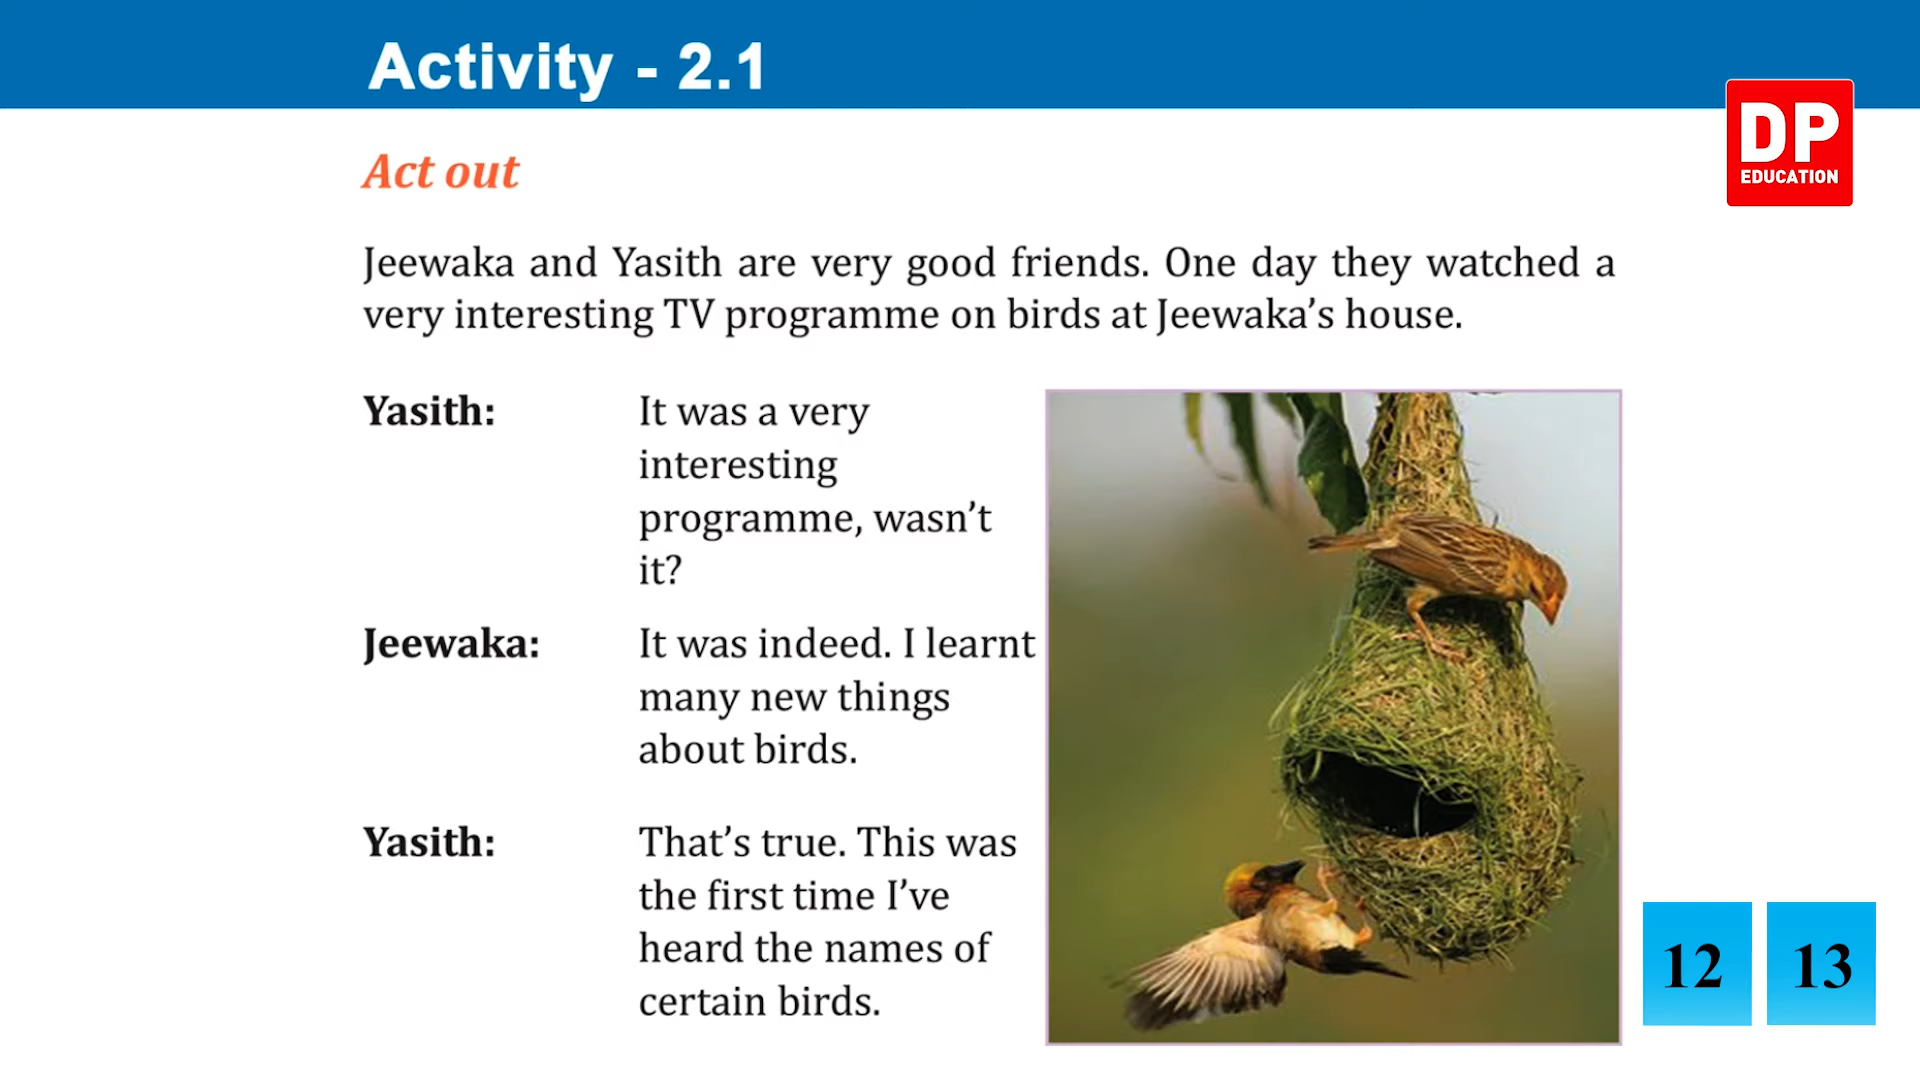 Activity - 2.1
DP
EDUCATION
Act out
Jeewaka and Yasith are very good friends. One day they watched a
very interesting TV programme on birds at Jeewaka’s house.
Yasith: It was a very
interesting
programme, wasn’t
it?
Jeewaka: It was indeed. I learnt
many new things
about birds.
Yasith: That’s true. This was
the first time I’ve
heard the names of
certain birds.
12 13